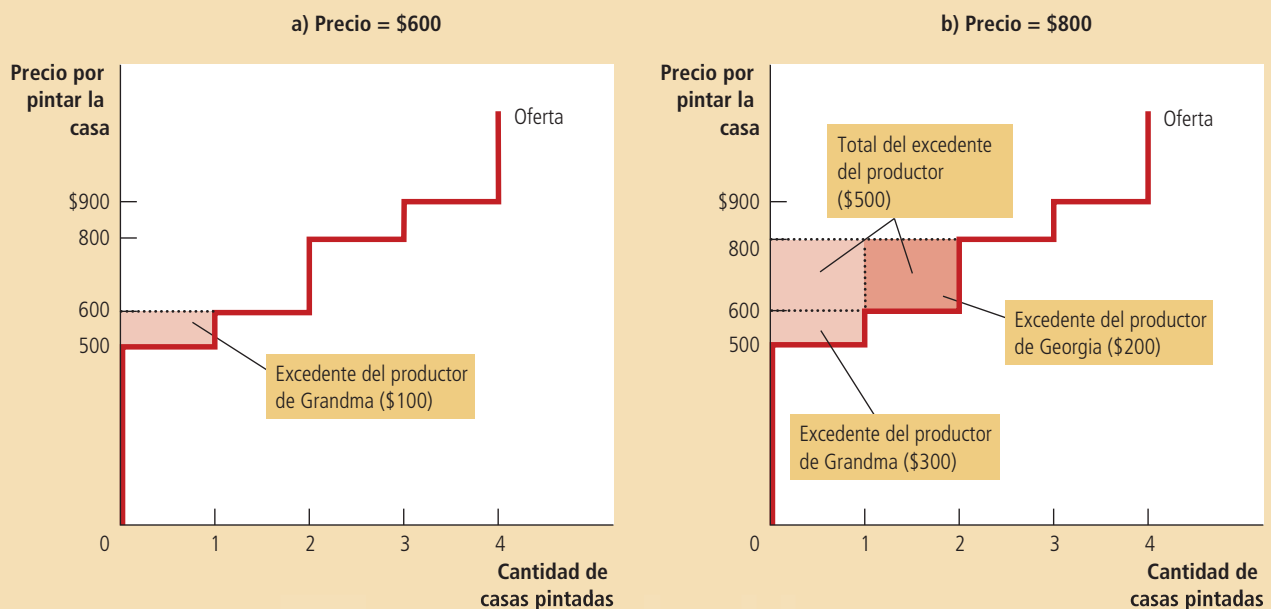 a) Precio = $600
Precio por
pintar la
casa
Oferta
$900
800
600
500
Excedente del productor
de Grandma ($100)
0
1
2
3
4
Cantidad de
casas pintadas
b) Precio = $800
Precio por
pintar la
casa
Oferta
Total del excedente
del productor
($500)
$900
800
600
500
Excedente del productor
de Georgia ($200)
Excedente del productor
de Grandma ($300)
0
1
2
3
4
Cantidad de
casas pintadas